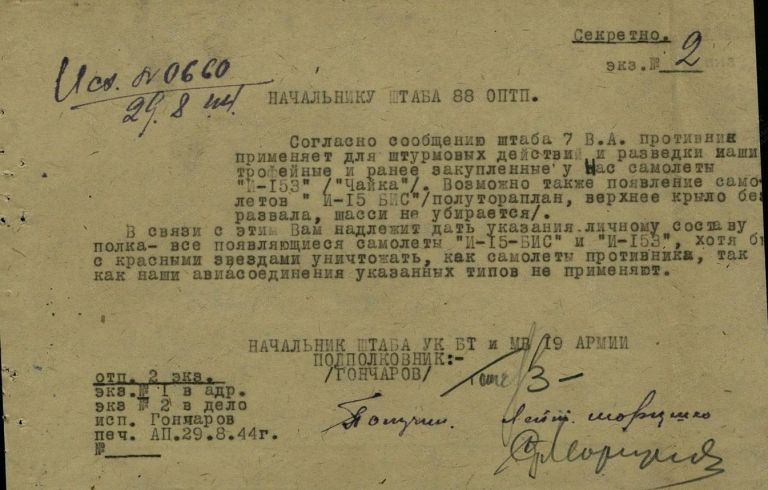 Секретно.
экз.№ 2
Исх. №0660
29.8.44
НАЧАЛЬНИКУ ШТАБА 88 ОПТП.
Согласно сообщению штаба 7 В.А. противник
применяет для штурмовых действий и разведки наши
трофейные и ранее закупленные у Нас самолеты
"И-153" /"Чайка"/. Возможно также появление само-
летов " И-15 БИС"/полутораплан, верхнее крыло без
развала, шасси не убирается/.
В связи с этим Вам надлежит дать указания личному составу
полка- все появляющиеся самолеты "И-15-БИС" и "И-153", хотя б
с красными звездами уничтожать, как самолеты противника, так
как наши авиасоединения указанных типов не применяют.
НАЧАЛЬНИК ШТАБА УК БТ и МВ 19 АРМИИ
ПОДПОЛКОВНИК:-
/ГОНЧАРОВ/
отп. 2 экз.
экз.№ 1 в адр.
экз № 2 в дело
исп. Гончаров
печ. АП.29.8.44г.
№
Получил. Лейт.